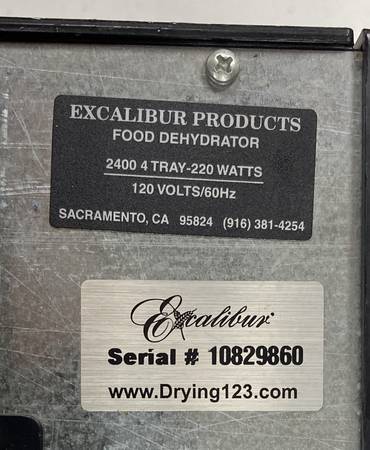 EXCALIBUR PRODUCTS
FOOD DEHYDRATOR
2400 4 TRAY-220 WATTS
120 VOLTS/60Hz
SACRAMENTO, CA 95824 (916) 381-4254
Excalibur
Serial # 10829860
www.Drying123.com